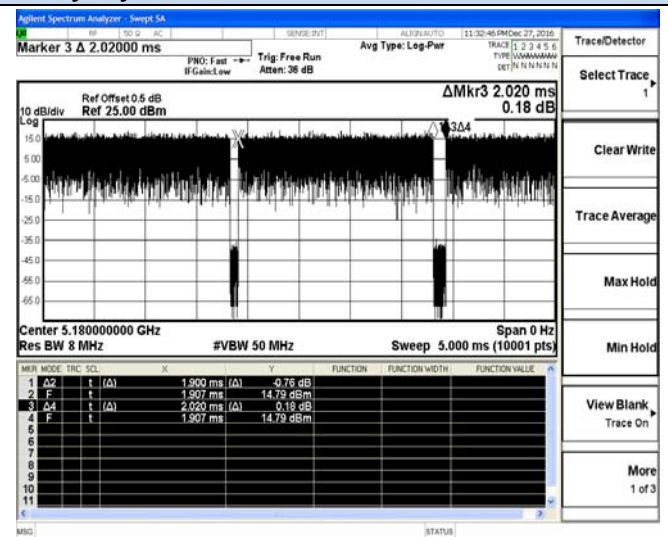 Agilent Spectrum Analyzer - Swept SA
RF 50 Ω AC SENSE:INT ALIGNAUTO 11:32:46 PM Dec 27, 2016
Marker 3 Δ 2.02000 ms
PNO: Fast
IFGain:Low
Trig: Free Run
Atten: 36 dB
Avg Type: Log-Pwr
TRACE 1 2 3 4 5 6
TYPE
DET N N N N N N
Trace/Detector
Select Trace
1
Clear Write
Trace Average
Max Hold
Min Hold
View Blank
Trace On
More
1 of 3
ΔMkr3 2.020 ms
0.18 dB
Ref Offset 0.5 dB
10 dB/div Ref 25.00 dBm
Log
15.0
5.00
-5.00
-15.0
-25.0
-35.0
-45.0
-55.0
-65.0
3Δ4
Center 5.180000000 GHz Span 0 Hz
Res BW 8 MHz #VBW 50 MHz Sweep 5.000 ms (10001 pts)
MKR MODE TRC SCL X Y FUNCTION FUNCTION WIDTH FUNCTION VALUE
1 Δ2 t (Δ) 1.900 ms (Δ) -0.76 dB
2 F t 1.907 ms 14.79 dBm
3 Δ4 t (Δ) 2.020 ms (Δ) 0.18 dB
4 F t 1.907 ms 14.79 dBm
5
6
7
8
9
10
11
MSG STATUS